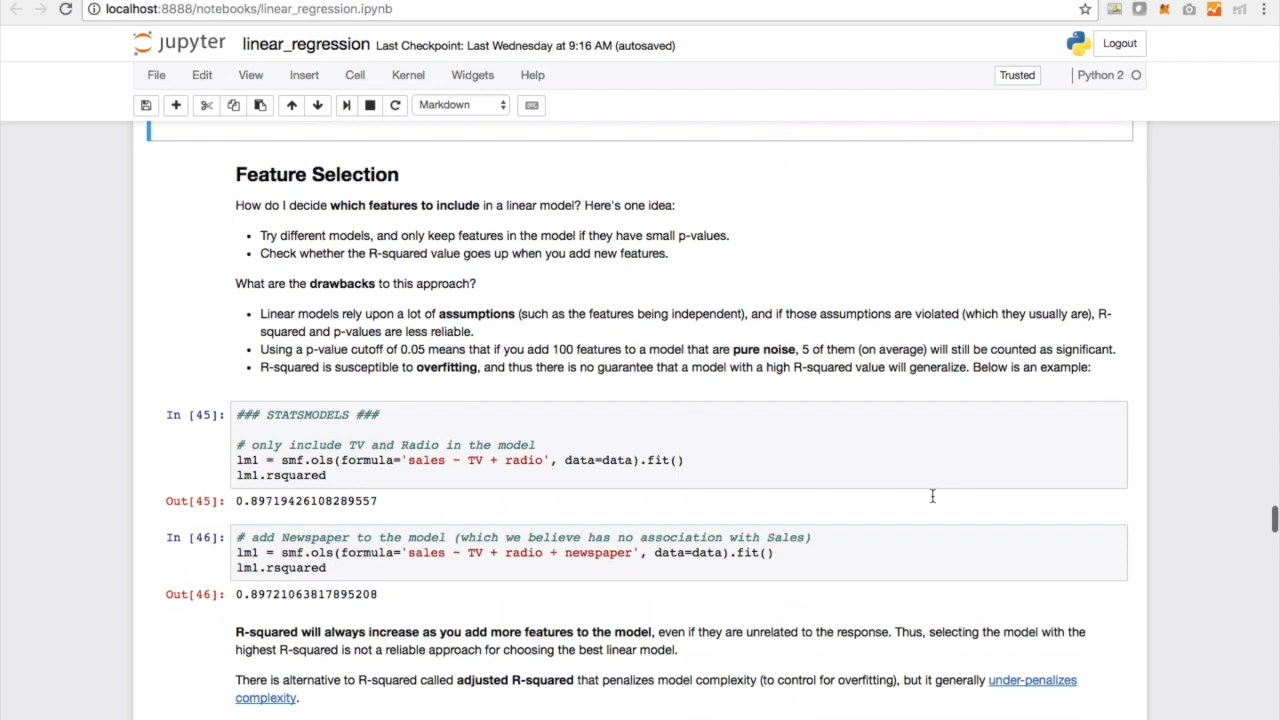 localhost:8888/notebooks/linear_regression.ipynb
jupyter linear_regression Last Checkpoint: Last Wednesday at 9:16 AM (autosaved)
Logout
File Edit View Insert Cell Kernel Widgets Help
Trusted
Python 2
Markdown
Feature Selection
How do I decide which features to include in a linear model? Here's one idea:
• Try different models, and only keep features in the model if they have small p-values.
• Check whether the R-squared value goes up when you add new features.
What are the drawbacks to this approach?
• Linear models rely upon a lot of assumptions (such as the features being independent), and if those assumptions are violated (which they usually are), R-
squared and p-values are less reliable.
• Using a p-value cutoff of 0.05 means that if you add 100 features to a model that are pure noise, 5 of them (on average) will still be counted as significant.
• R-squared is susceptible to overfitting, and thus there is no guarantee that a model with a high R-squared value will generalize. Below is an example:
In [45]: ### STATSMODELS ###
# only include TV and Radio in the model
lm1 = smf.ols(formula='sales ~ TV + radio', data=data).fit()
lm1.rsquared
Out[45]: 0.89719426108289557
In [46]: # add Newspaper to the model (which we believe has no association with Sales)
lm1 = smf.ols(formula='sales ~ TV + radio + newspaper', data=data).fit()
lm1.rsquared
Out[46]: 0.89721063817895208
R-squared will always increase as you add more features to the model, even if they are unrelated to the response. Thus, selecting the model with the
highest R-squared is not a reliable approach for choosing the best linear model.
There is alternative to R-squared called adjusted R-squared that penalizes model complexity (to control for overfitting), but it generally under-penalizes
complexity.